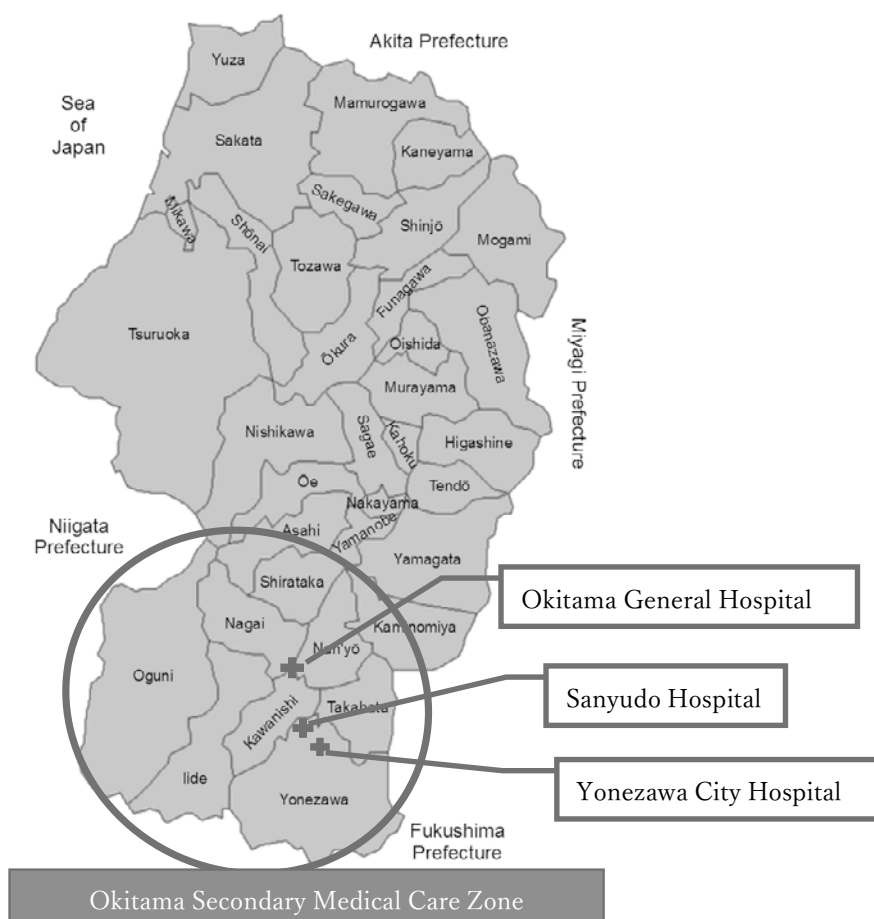 Akita Prefecture
Yuza
Sea
of
Japan
Mamurogawa
Sakata
Kaneyama
Sakegawa
Mikawa
Shōnai
Shinjō
Mogami
Tozawa
Funagawa
Tsuruoka
Obanazawa
Ōkura
Oishida
Miyagi Prefecture
Murayama
Nishikawa
Sagae
Kahoku
Higashine
Ōe
Tendō
Nakayama
Niigata
Prefecture
Asahi
Yamanobe
Yamagata
Shirataka
Okitama General Hospital
Nagai
Kaminomiya
Nan'yō
Oguni
Sanyudo Hospital
Kawanishi
Takahata
Iide
Yonezawa City Hospital
Yonezawa
Fukushima
Prefecture
Okitama Secondary Medical Care Zone